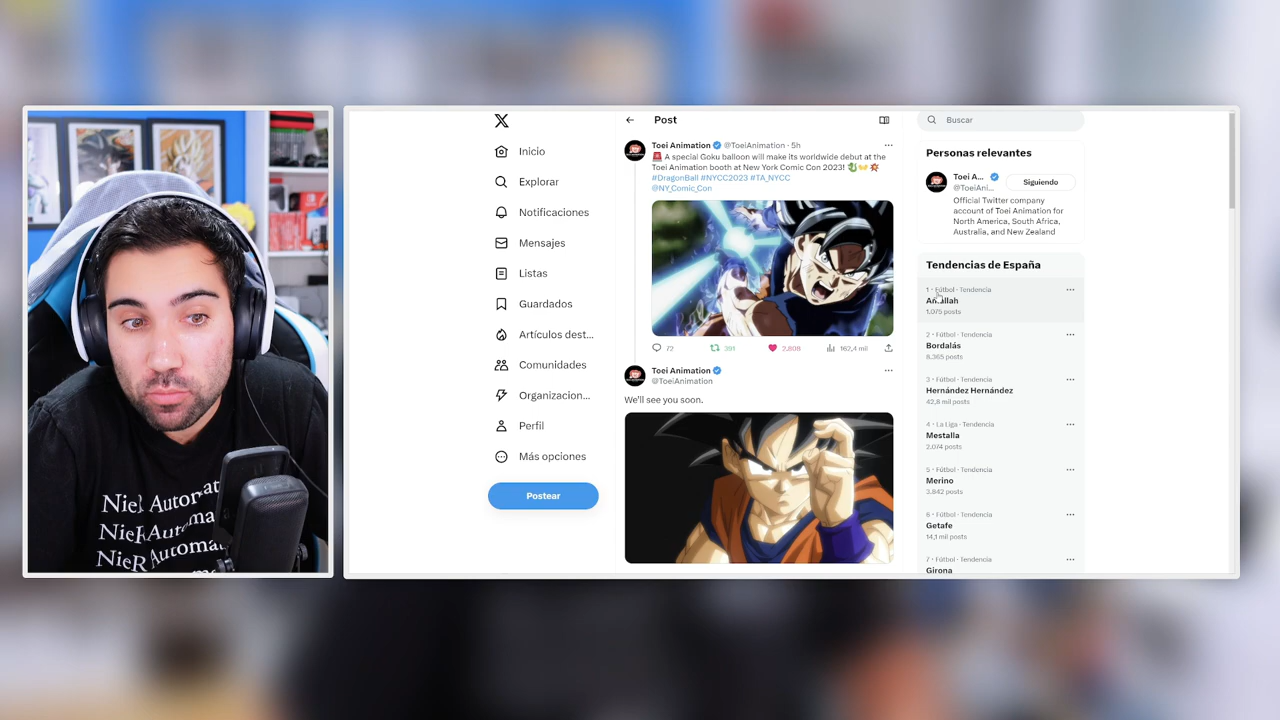 NieR Automat
NieR Automa
NieR Automa
Inicio
Explorar
Notificaciones
Mensajes
Listas
Guardados
Artículos dest...
Comunidades
Organizacion...
Perfil
Más opciones
Postear
Post
Toei Animation @ToeiAnimation · 5h
🚨 A special Goku balloon will make its worldwide debut at the
Toei Animation booth at New York Comic Con 2023! 🐉🤝💥
#DragonBall #NYCC2023 #TA_NYCC
@NY_Comic_Con
72 391 2.808 162,4 mil
Toei Animation
@ToeiAnimation
We'll see you soon.
Buscar
Personas relevantes
Toei A...
@ToeiAni...
Siguiendo
Official Twitter company
account of Toei Animation for
North America, South Africa,
Australia, and New Zealand
Tendencias de España
1 · Fútbol · Tendencia
1.075 posts
2 · Fútbol · Tendencia
Bordalás
8.365 posts
3 · Fútbol · Tendencia
Hernández Hernández
42,8 mil posts
4 · La Liga · Tendencia
Mestalla
2.074 posts
5 · Fútbol · Tendencia
Merino
3.842 posts
6 · Fútbol · Tendencia
Getafe
14,1 mil posts
7 · Fútbol · Tendencia
Girona